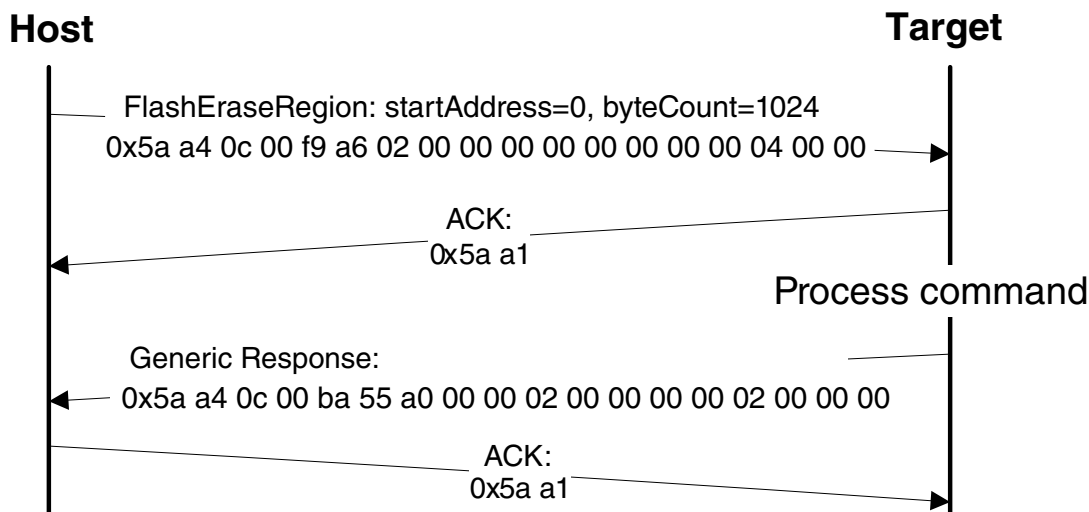 Host
Target
FlashEraseRegion: startAddress=0, byteCount=1024
0x5a a4 0c 00 f9 a6 02 00 00 00 00 00 00 00 00 04 00 00
ACK:
0x5a a1
Process command
Generic Response:
0x5a a4 0c 00 ba 55 a0 00 00 02 00 00 00 00 02 00 00 00
ACK:
0x5a a1